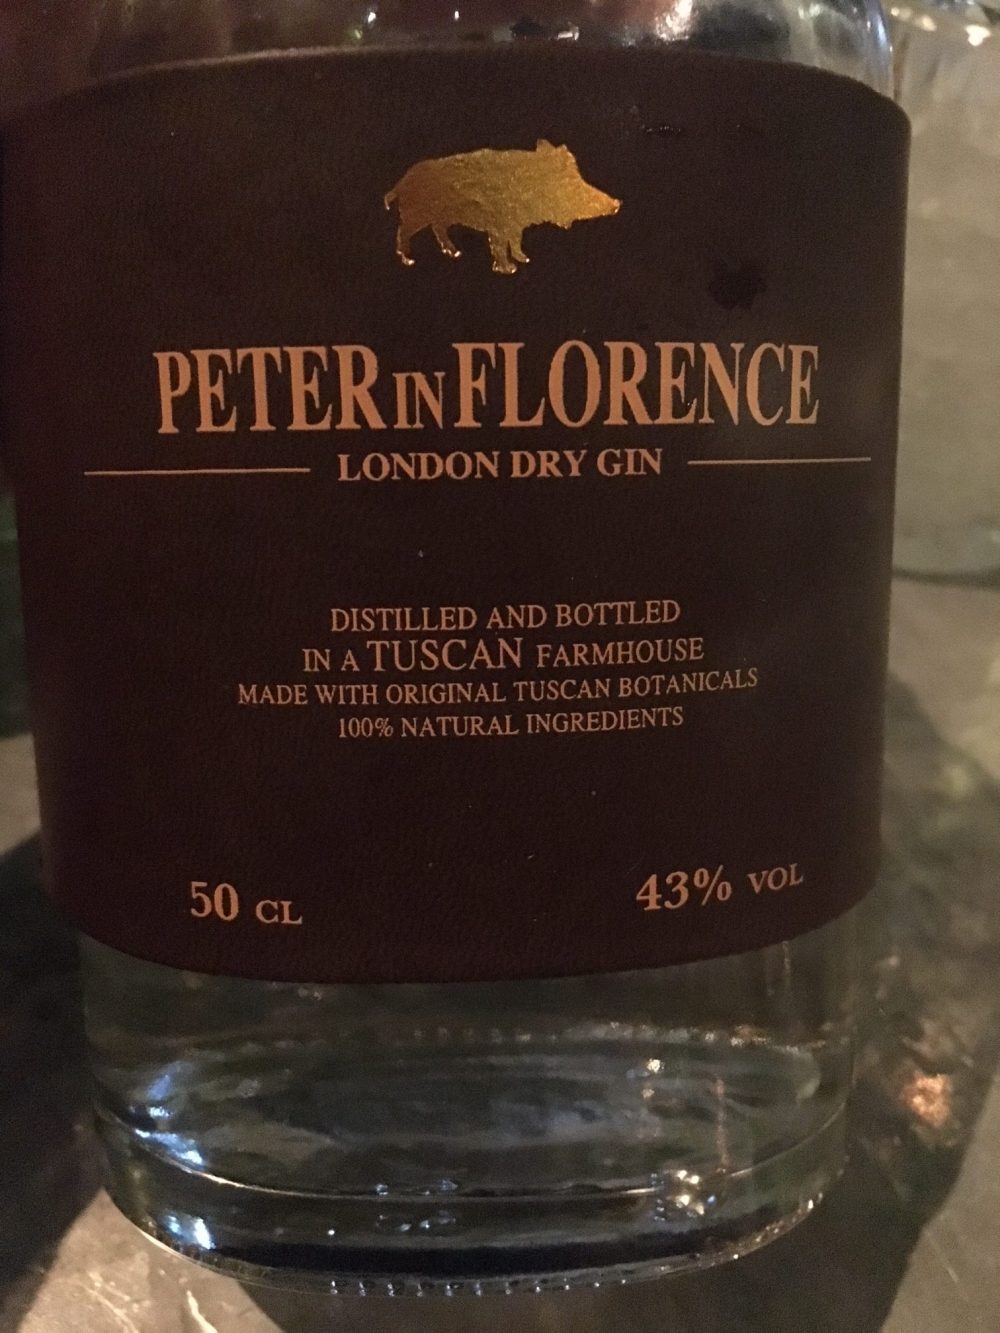 PETER IN FLORENCE
LONDON DRY GIN
DISTILLED AND BOTTLED
IN A TUSCAN FARMHOUSE
MADE WITH ORIGINAL TUSCAN BOTANICALS
100% NATURAL INGREDIENTS
50 CL
43% VOL